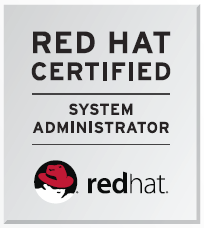 RED HAT
CERTIFIED
SYSTEM
ADMINISTRATOR
redhat.